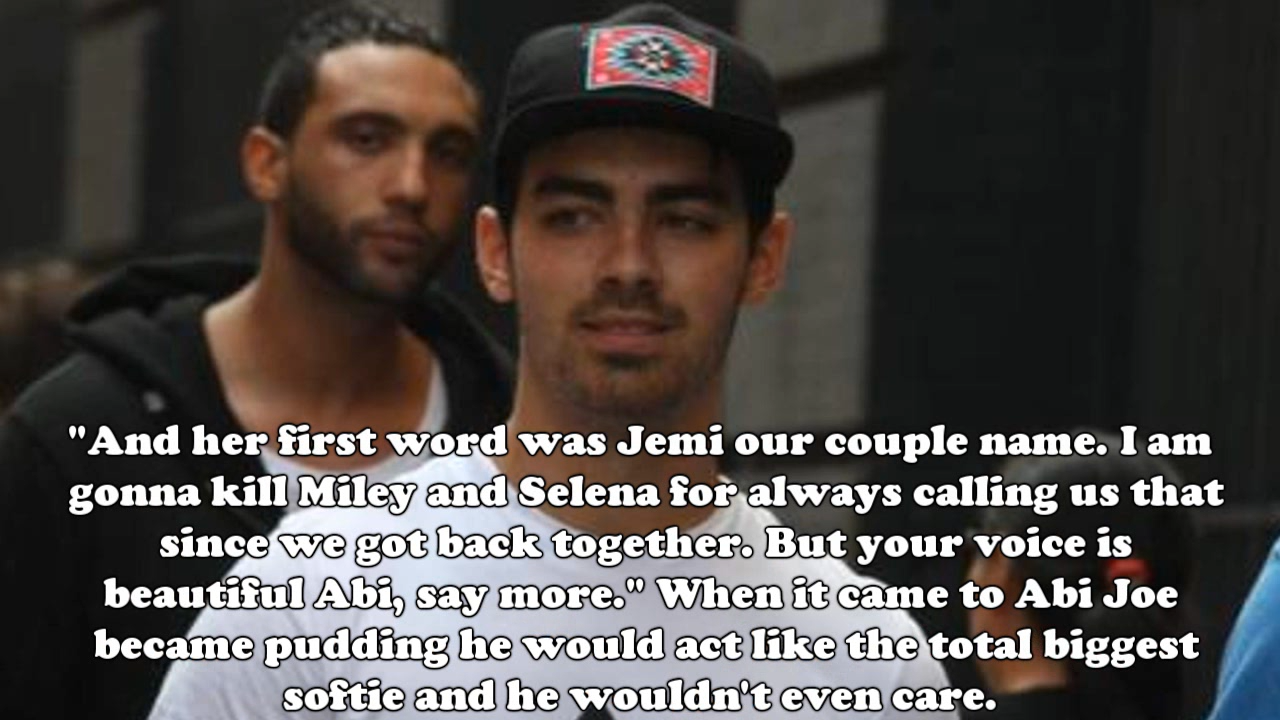 "And her first word was Jemi our couple name. I am
gonna kill Miley and Selena for always calling us that
since we got back together. But your voice is
beautiful Abi, say more." When it came to Abi Joe
became pudding he would act like the total biggest
softie and he wouldn't even care.